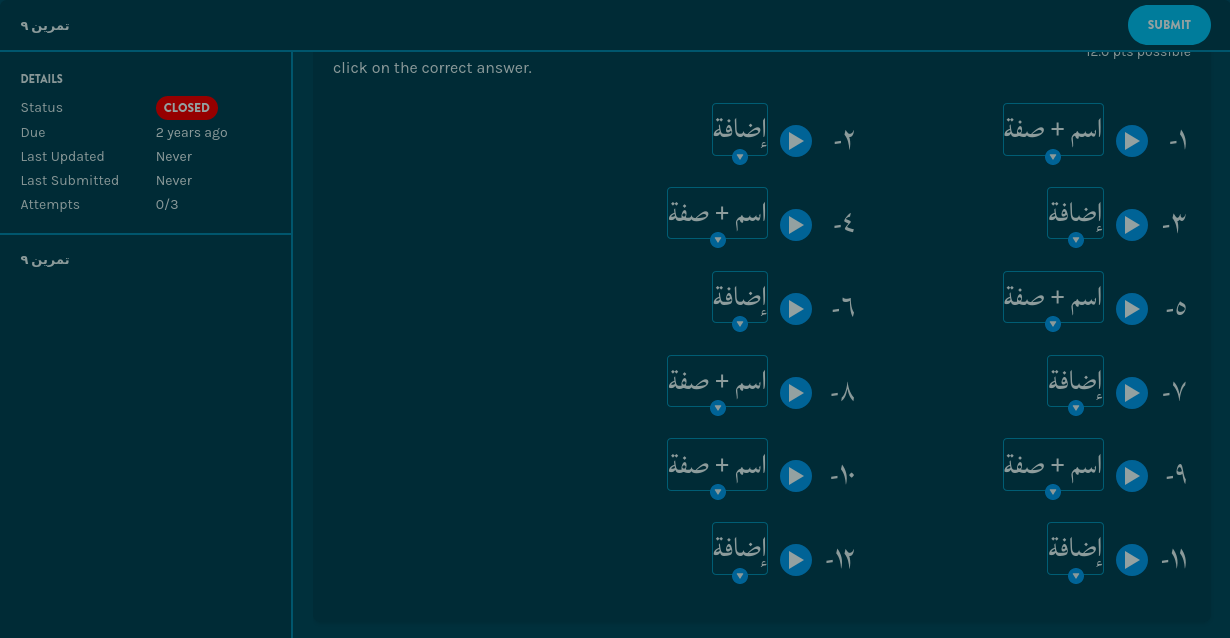 تمرين ٩
SUBMIT
DETAILS
Status CLOSED
Due 2 years ago
Last Updated Never
Last Submitted Never
Attempts 0/3
تمرين ٩
12.0 pts possible
click on the correct answer.
١- اسم + صفة
٢- إضافة
٣- إضافة
٤- اسم + صفة
٥- اسم + صفة
٦- إضافة
٧- إضافة
٨- اسم + صفة
٩- اسم + صفة
١٠- اسم + صفة
١١- إضافة
١٢- إضافة